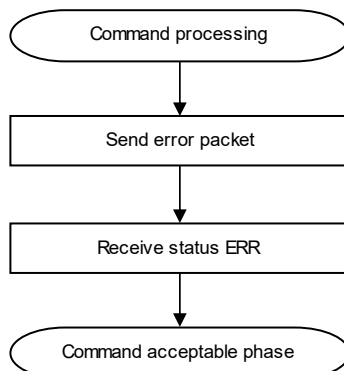 Command processing
Send error packet
Receive status ERR
Command acceptable phase